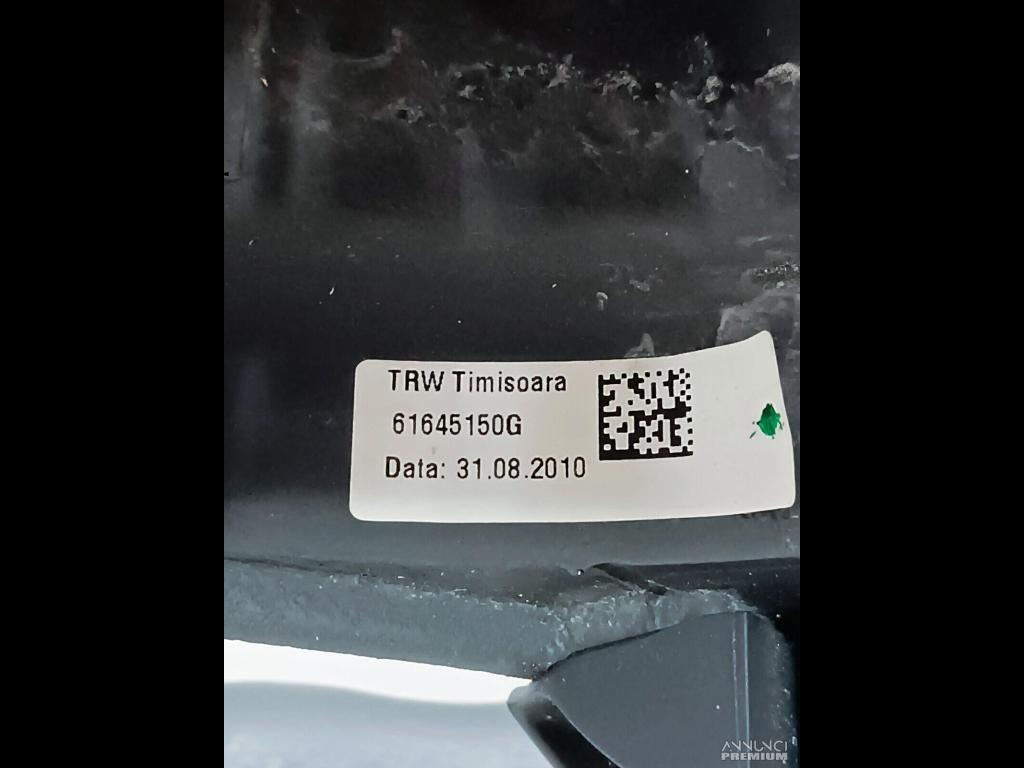 TRW Timisoara
61645150G
Data: 31.08.2010
ANNUNCI
PREMIUM